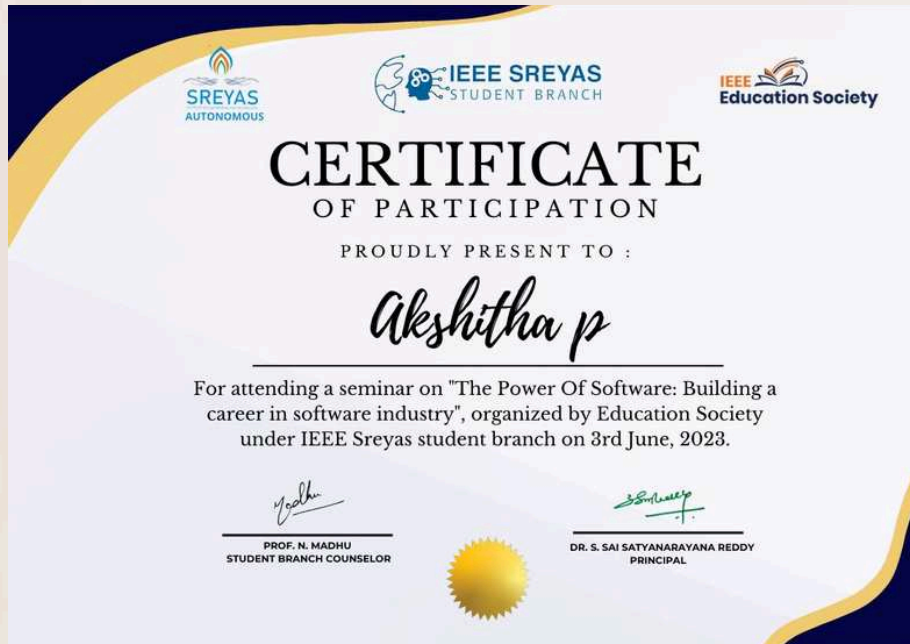 SREYAS
AUTONOMOUS
IEEE SREYAS
STUDENT BRANCH
IEEE
Education Society
CERTIFICATE
OF PARTICIPATION
PROUDLY PRESENT TO :
Akshitha p
For attending a seminar on "The Power Of Software: Building a
career in software industry", organized by Education Society
under IEEE Sreyas student branch on 3rd June, 2023.
Madhu
PROF. N. MADHU
STUDENT BRANCH COUNSELOR
DR. S. SAI SATYANARAYANA REDDY
PRINCIPAL